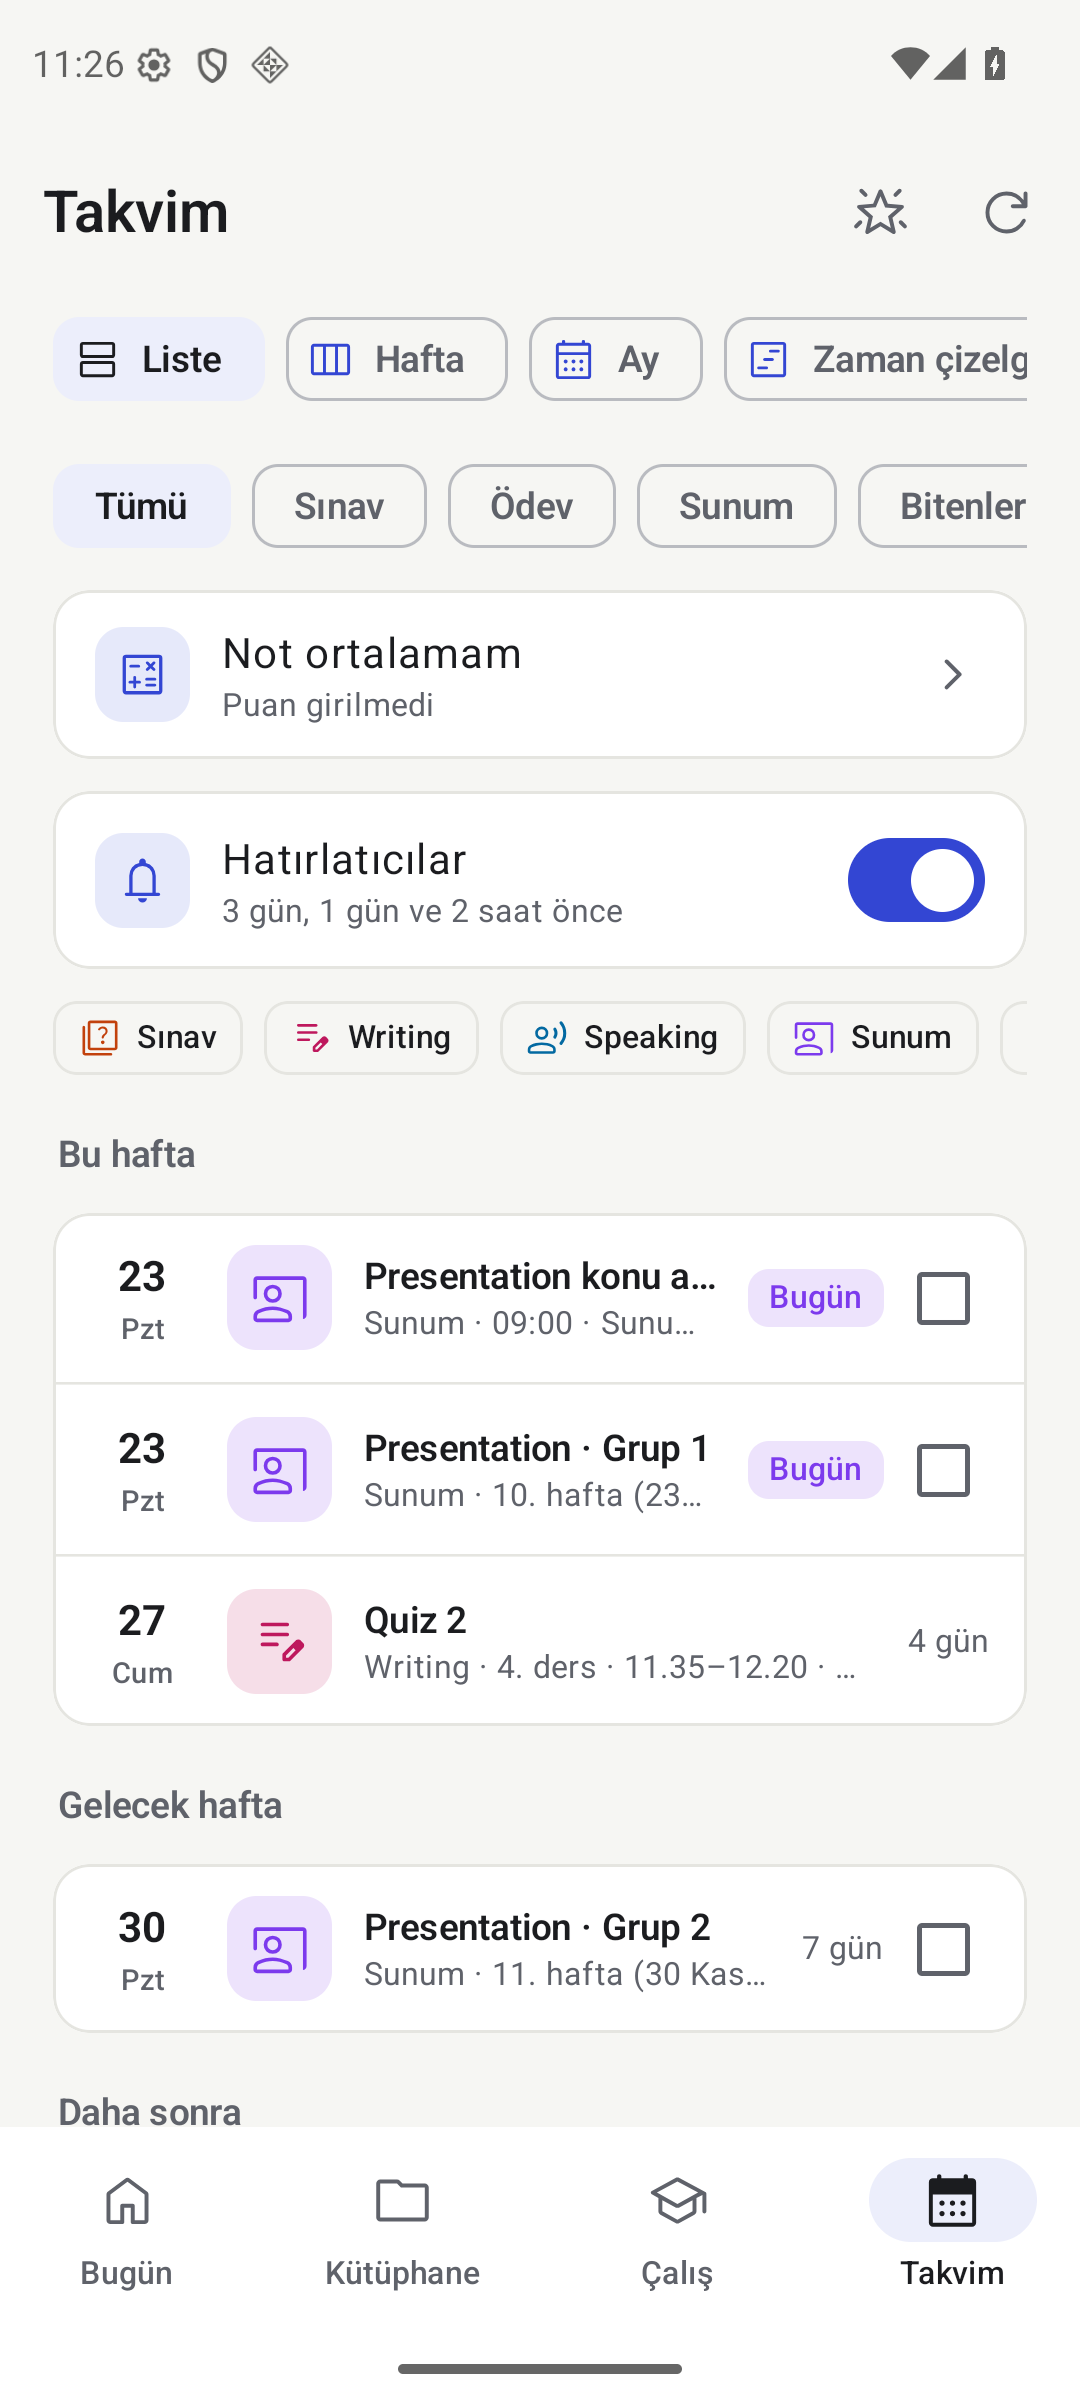 11:26
Takvim
Liste
Hafta
Ay
Zaman çizelg
Tümü
Sınav
Ödev
Sunum
Bitenler
Not ortalamam
Puan girilmedi
Hatırlatıcılar
3 gün, 1 gün ve 2 saat önce
Sınav
Writing
Speaking
Sunum
Bu hafta
23
Pzt
Presentation konu a...
Sunum · 09:00 · Sunu...
Bugün
23
Pzt
Presentation · Grup 1
Sunum · 10. hafta (23...
Bugün
27
Cum
Quiz 2
Writing · 4. ders · 11.35–12.20 · ...
4 gün
Gelecek hafta
30
Pzt
Presentation · Grup 2
Sunum · 11. hafta (30 Kas...
7 gün
Daha sonra
Bugün
Kütüphane
Çalış
Takvim